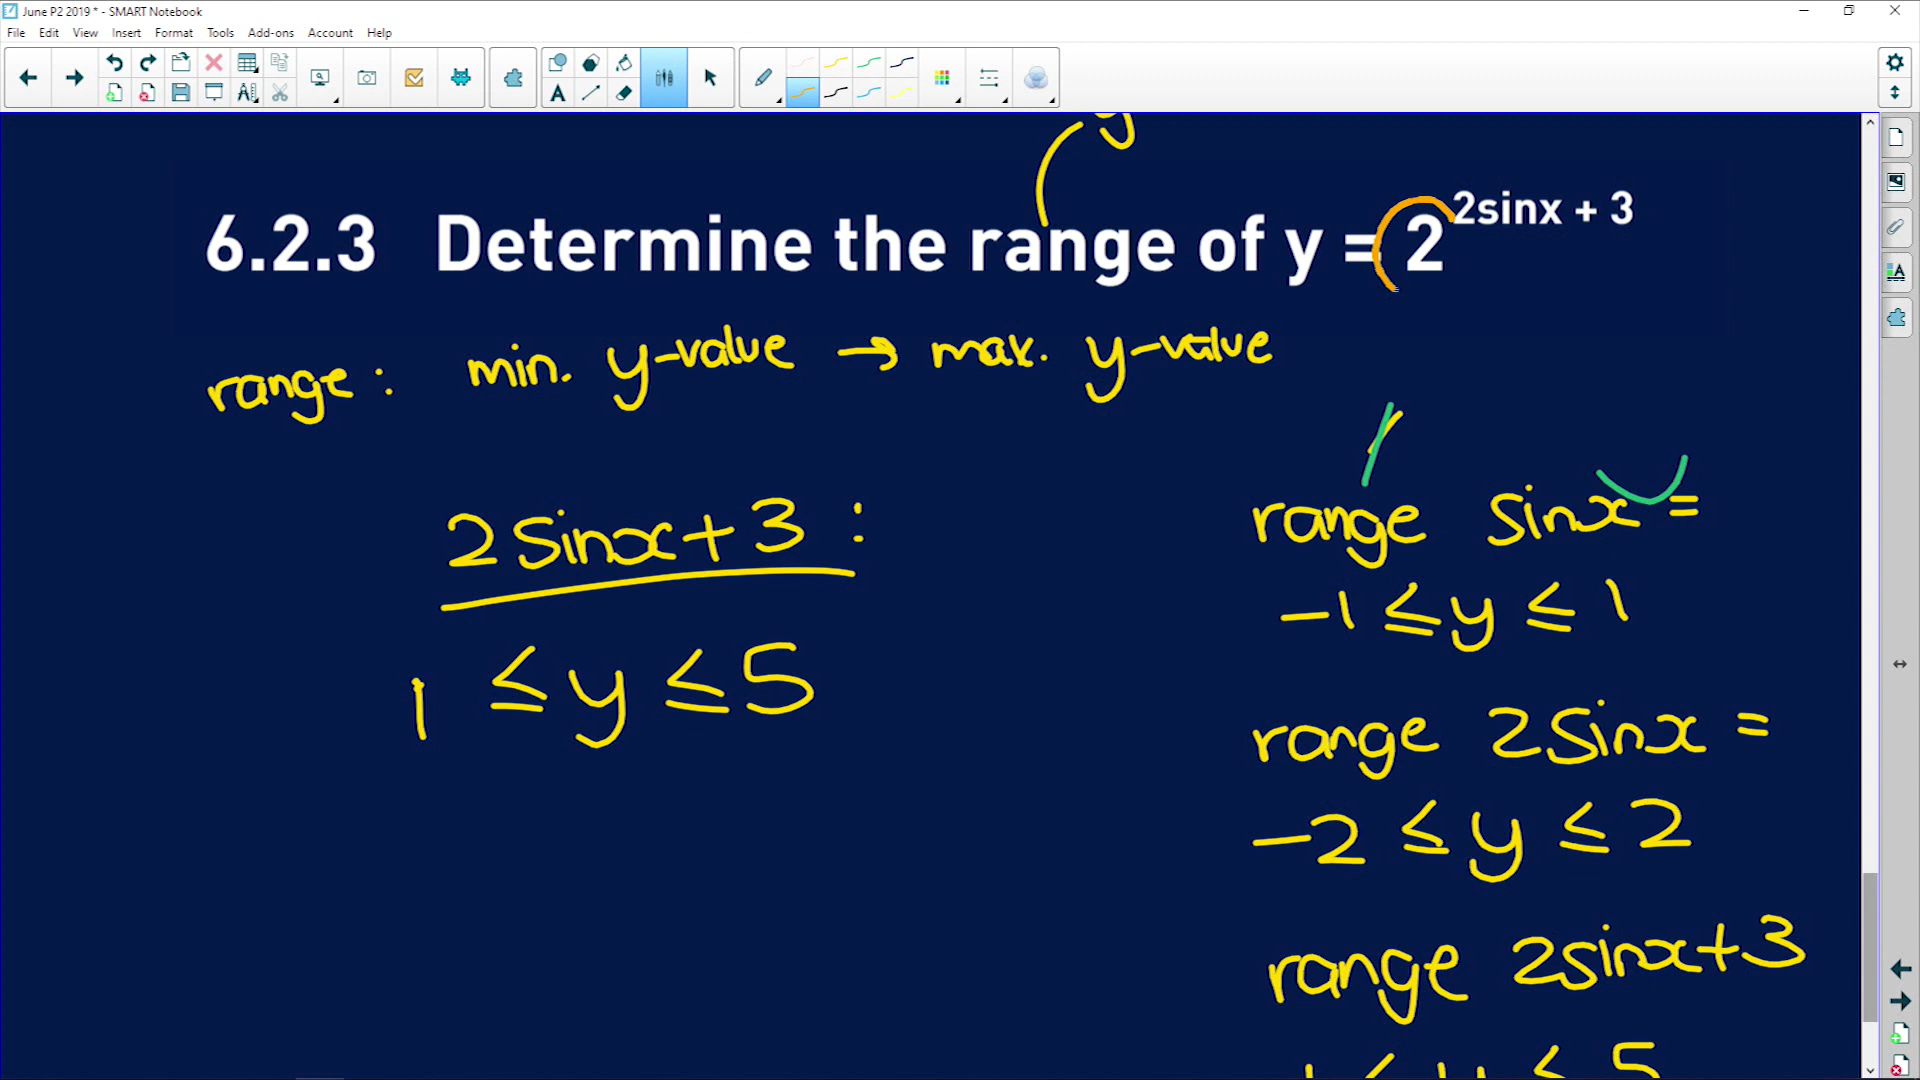 June P2 2019 * - SMART Notebook
File Edit View Insert Format Tools Add-ons Account Help
y
6.2.3 Determine the range of y = 2^2sinx + 3
range : min. y-value → max. y-value
2 sinx + 3 :
1 ≤ y ≤ 5
range sinx =
-1 ≤ y ≤ 1
range 2sinx =
-2 ≤ y ≤ 2
range 2sinx+3
1 ≤ y ≤ 5